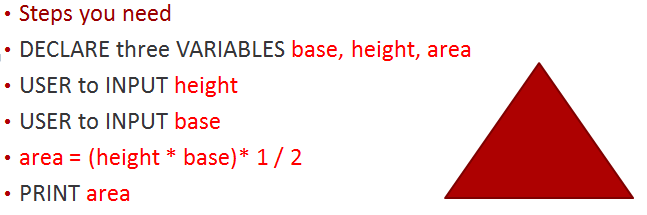 • Steps you need
• DECLARE three VARIABLES base, height, area
• USER to INPUT height
• USER to INPUT base
• area = (height * base)* 1 / 2
• PRINT area